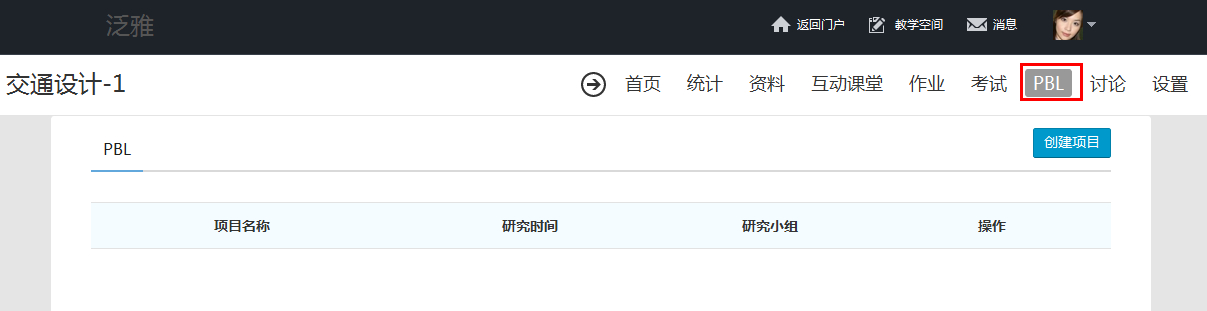 泛雅 返回门户 教学空间 消息
交通设计-1 首页 统计 资料 互动课堂 作业 考试 PBL 讨论 设置
PBL 创建项目
项目名称 研究时间 研究小组 操作